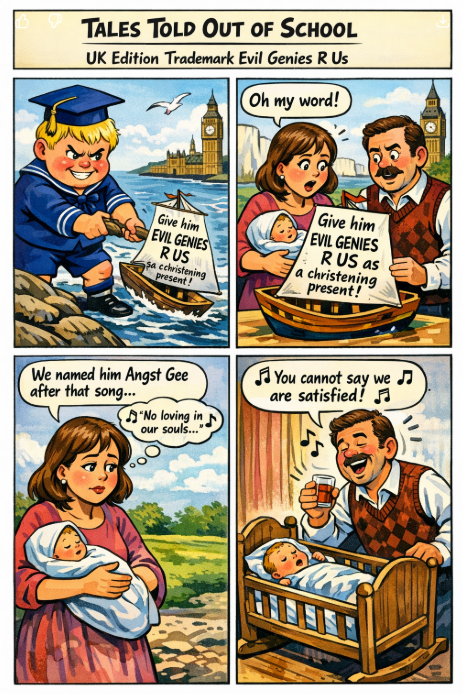 TALES TOLD OUT OF SCHOOL
UK Edition Trademark Evil Genies R Us
Give him
EVIL GENIES
R US
as a christening
present!
Oh my word!
Give him
EVIL GENIES
R US as
a christening
present!
We named him Angst Gee
after that song...
"No loving in
our souls..."
You cannot say we
are satisfied!